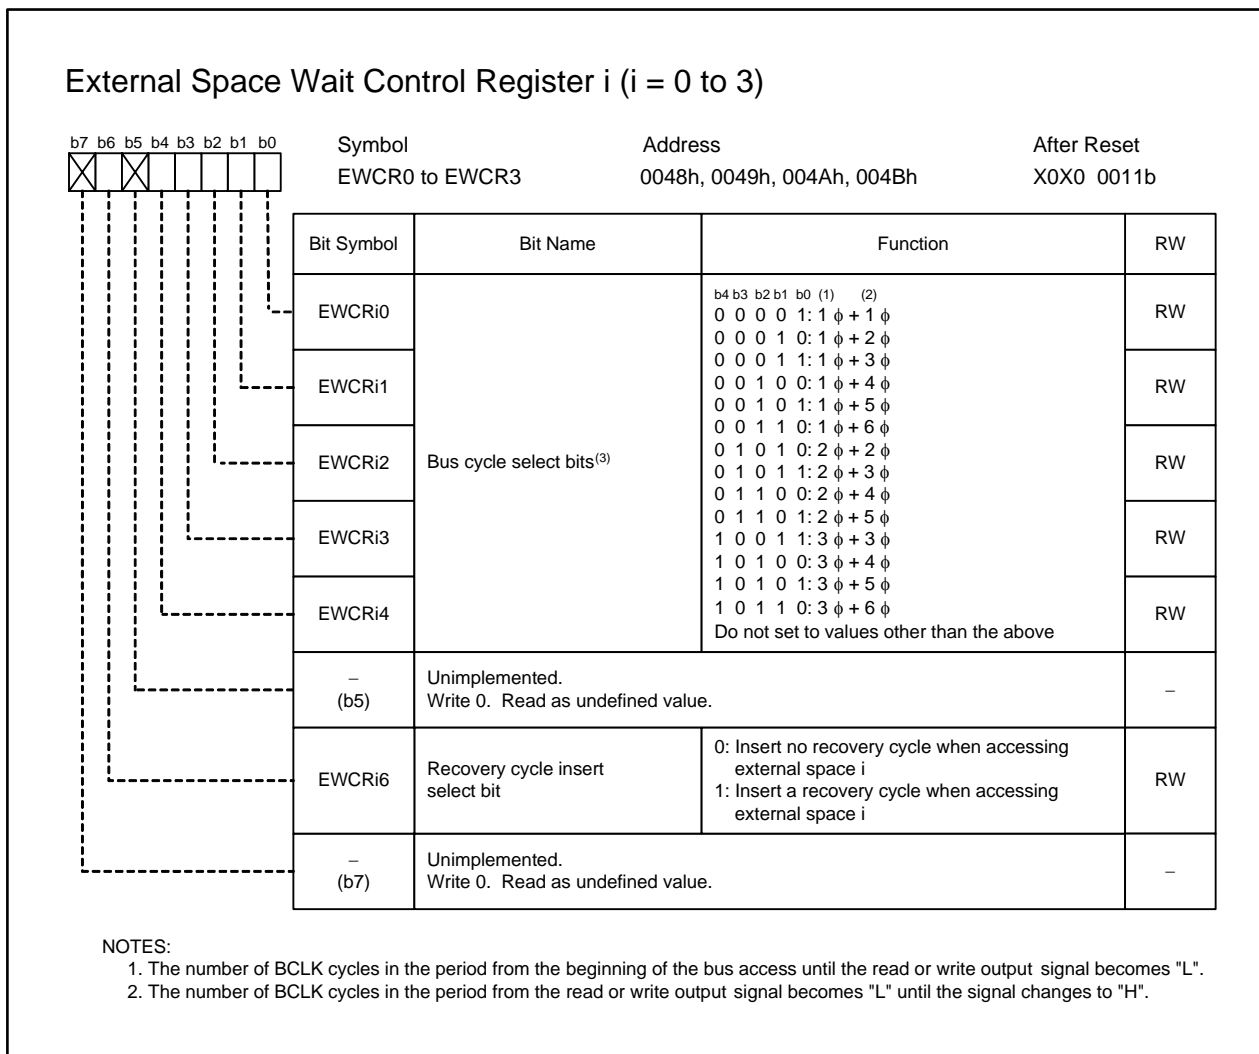 External Space Wait Control Register i (i = 0 to 3)
b7 b6 b5 b4 b3 b2 b1 b0
Symbol Address After Reset
EWCR0 to EWCR3 0048h, 0049h, 004Ah, 004Bh X0X0 0011b
Bit Symbol Bit Name Function RW
b4 b3 b2 b1 b0 (1) (2)
EWCRi0 0 0 0 0 1: 1 ϕ + 1 ϕ RW
0 0 0 1 0: 1 ϕ + 2 ϕ
0 0 0 1 1: 1 ϕ + 3 ϕ
EWCRi1 0 0 1 0 0: 1 ϕ + 4 ϕ RW
0 0 1 0 1: 1 ϕ + 5 ϕ
0 0 1 1 0: 1 ϕ + 6 ϕ
0 1 0 1 0: 2 ϕ + 2 ϕ
EWCRi2 Bus cycle select bits(3) 0 1 0 1 1: 2 ϕ + 3 ϕ RW
0 1 1 0 0: 2 ϕ + 4 ϕ
0 1 1 0 1: 2 ϕ + 5 ϕ
EWCRi3 1 0 0 1 1: 3 ϕ + 3 ϕ RW
1 0 1 0 0: 3 ϕ + 4 ϕ
1 0 1 0 1: 3 ϕ + 5 ϕ
EWCRi4 1 0 1 1 0: 3 ϕ + 6 ϕ RW
Do not set to values other than the above
– Unimplemented. –
(b5) Write 0. Read as undefined value.
EWCRi6 Recovery cycle insert 0: Insert no recovery cycle when accessing RW
select bit external space i
1: Insert a recovery cycle when accessing
external space i
– Unimplemented. –
(b7) Write 0. Read as undefined value.
NOTES:
1. The number of BCLK cycles in the period from the beginning of the bus access until the read or write output signal becomes "L".
2. The number of BCLK cycles in the period from the read or write output signal becomes "L" until the signal changes to "H".